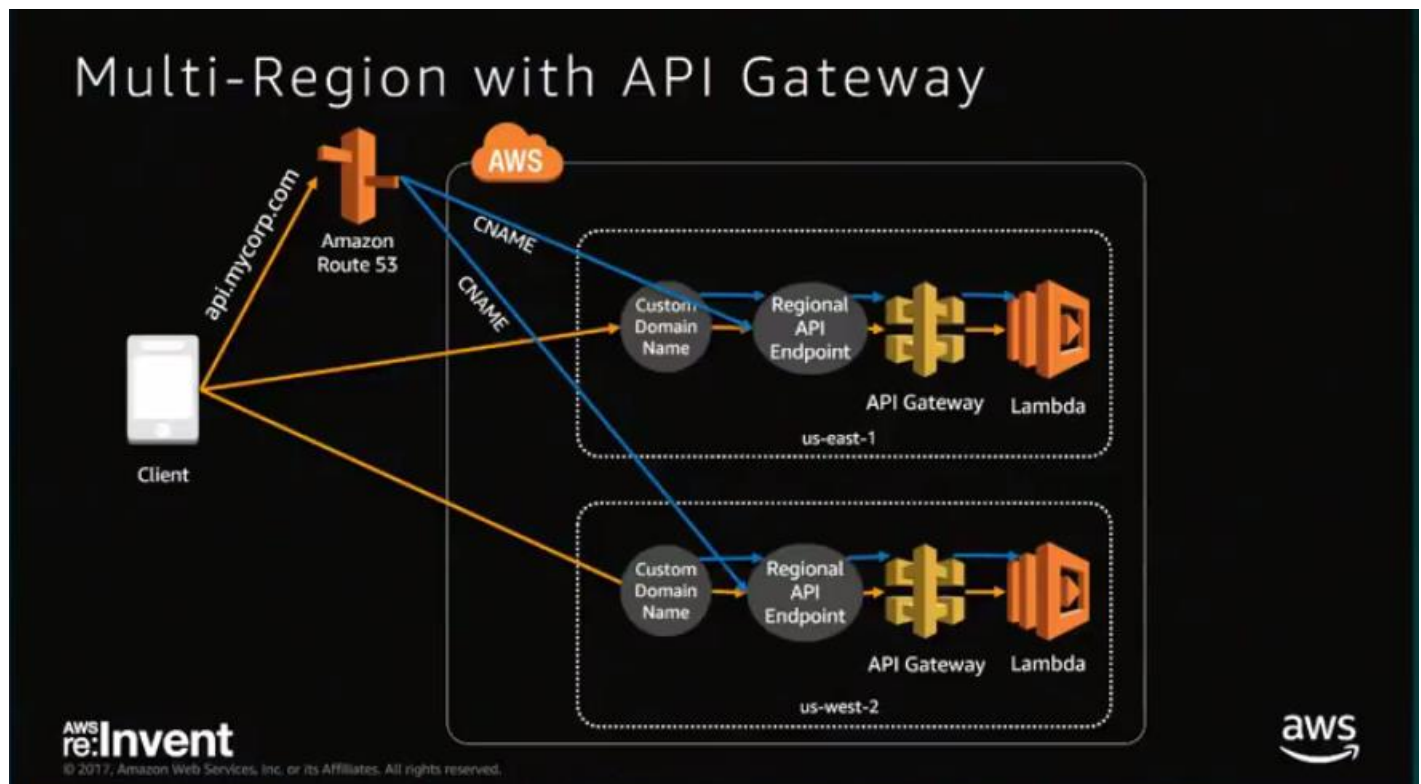 Multi-Region with API Gateway
AWS
api.mycorp.com
Amazon
Route 53
CNAME
CNAME
Client
Custom
Domain
Name
Regional
API
Endpoint
API Gateway
Lambda
us-east-1
Custom
Domain
Name
Regional
API
Endpoint
API Gateway
Lambda
us-west-2
AWS
re:Invent
© 2017, Amazon Web Services, Inc. or its Affiliates. All rights reserved.
aws